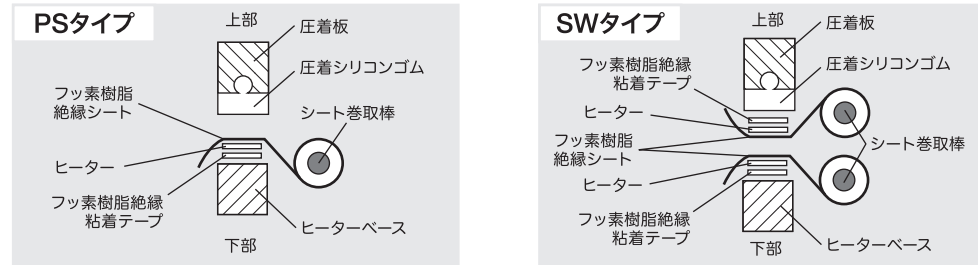 PSタイプ
上部
圧着板
圧着シリコンゴム
フッ素樹脂
絶縁シート
シート巻取棒
ヒーター
フッ素樹脂絶縁
粘着テープ
ヒーターベース
下部
SWタイプ
上部
圧着板
フッ素樹脂絶縁
粘着テープ
圧着シリコンゴム
ヒーター
フッ素樹脂
絶縁シート
シート巻取棒
ヒーター
フッ素樹脂絶縁
粘着テープ
ヒーターベース
下部